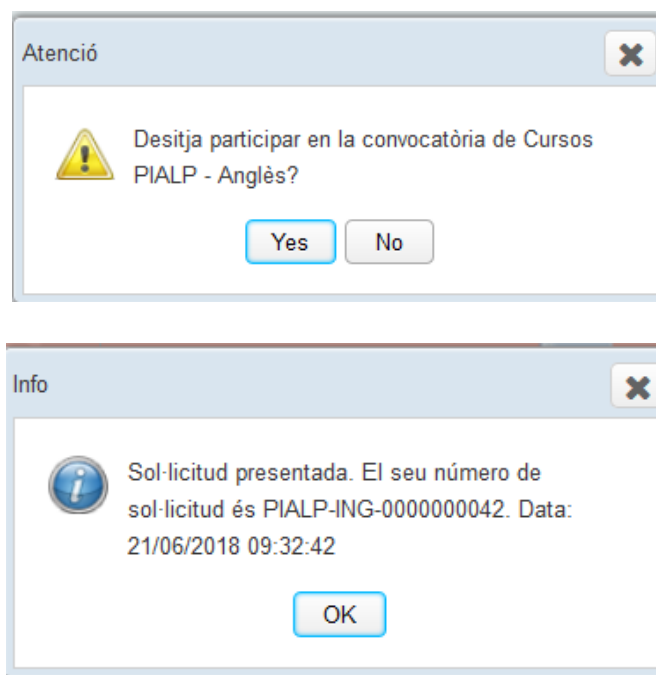 Atenció
Desitja participar en la convocatòria de Cursos
PIALP - Anglès?
Yes No
Info
Sol·licitud presentada. El seu número de
sol·licitud és PIALP-ING-0000000042. Data:
21/06/2018 09:32:42
OK